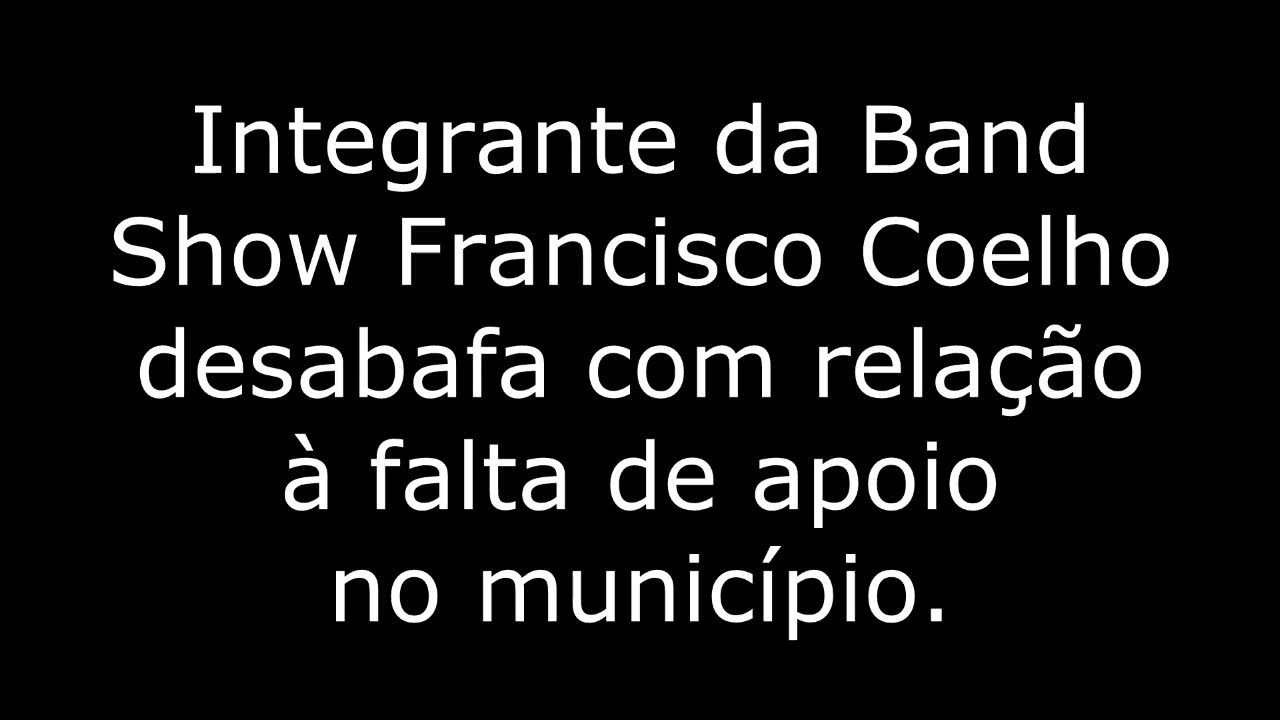 Integrante da Band
Show Francisco Coelho
desabafa com relação
à falta de apoio
no município.